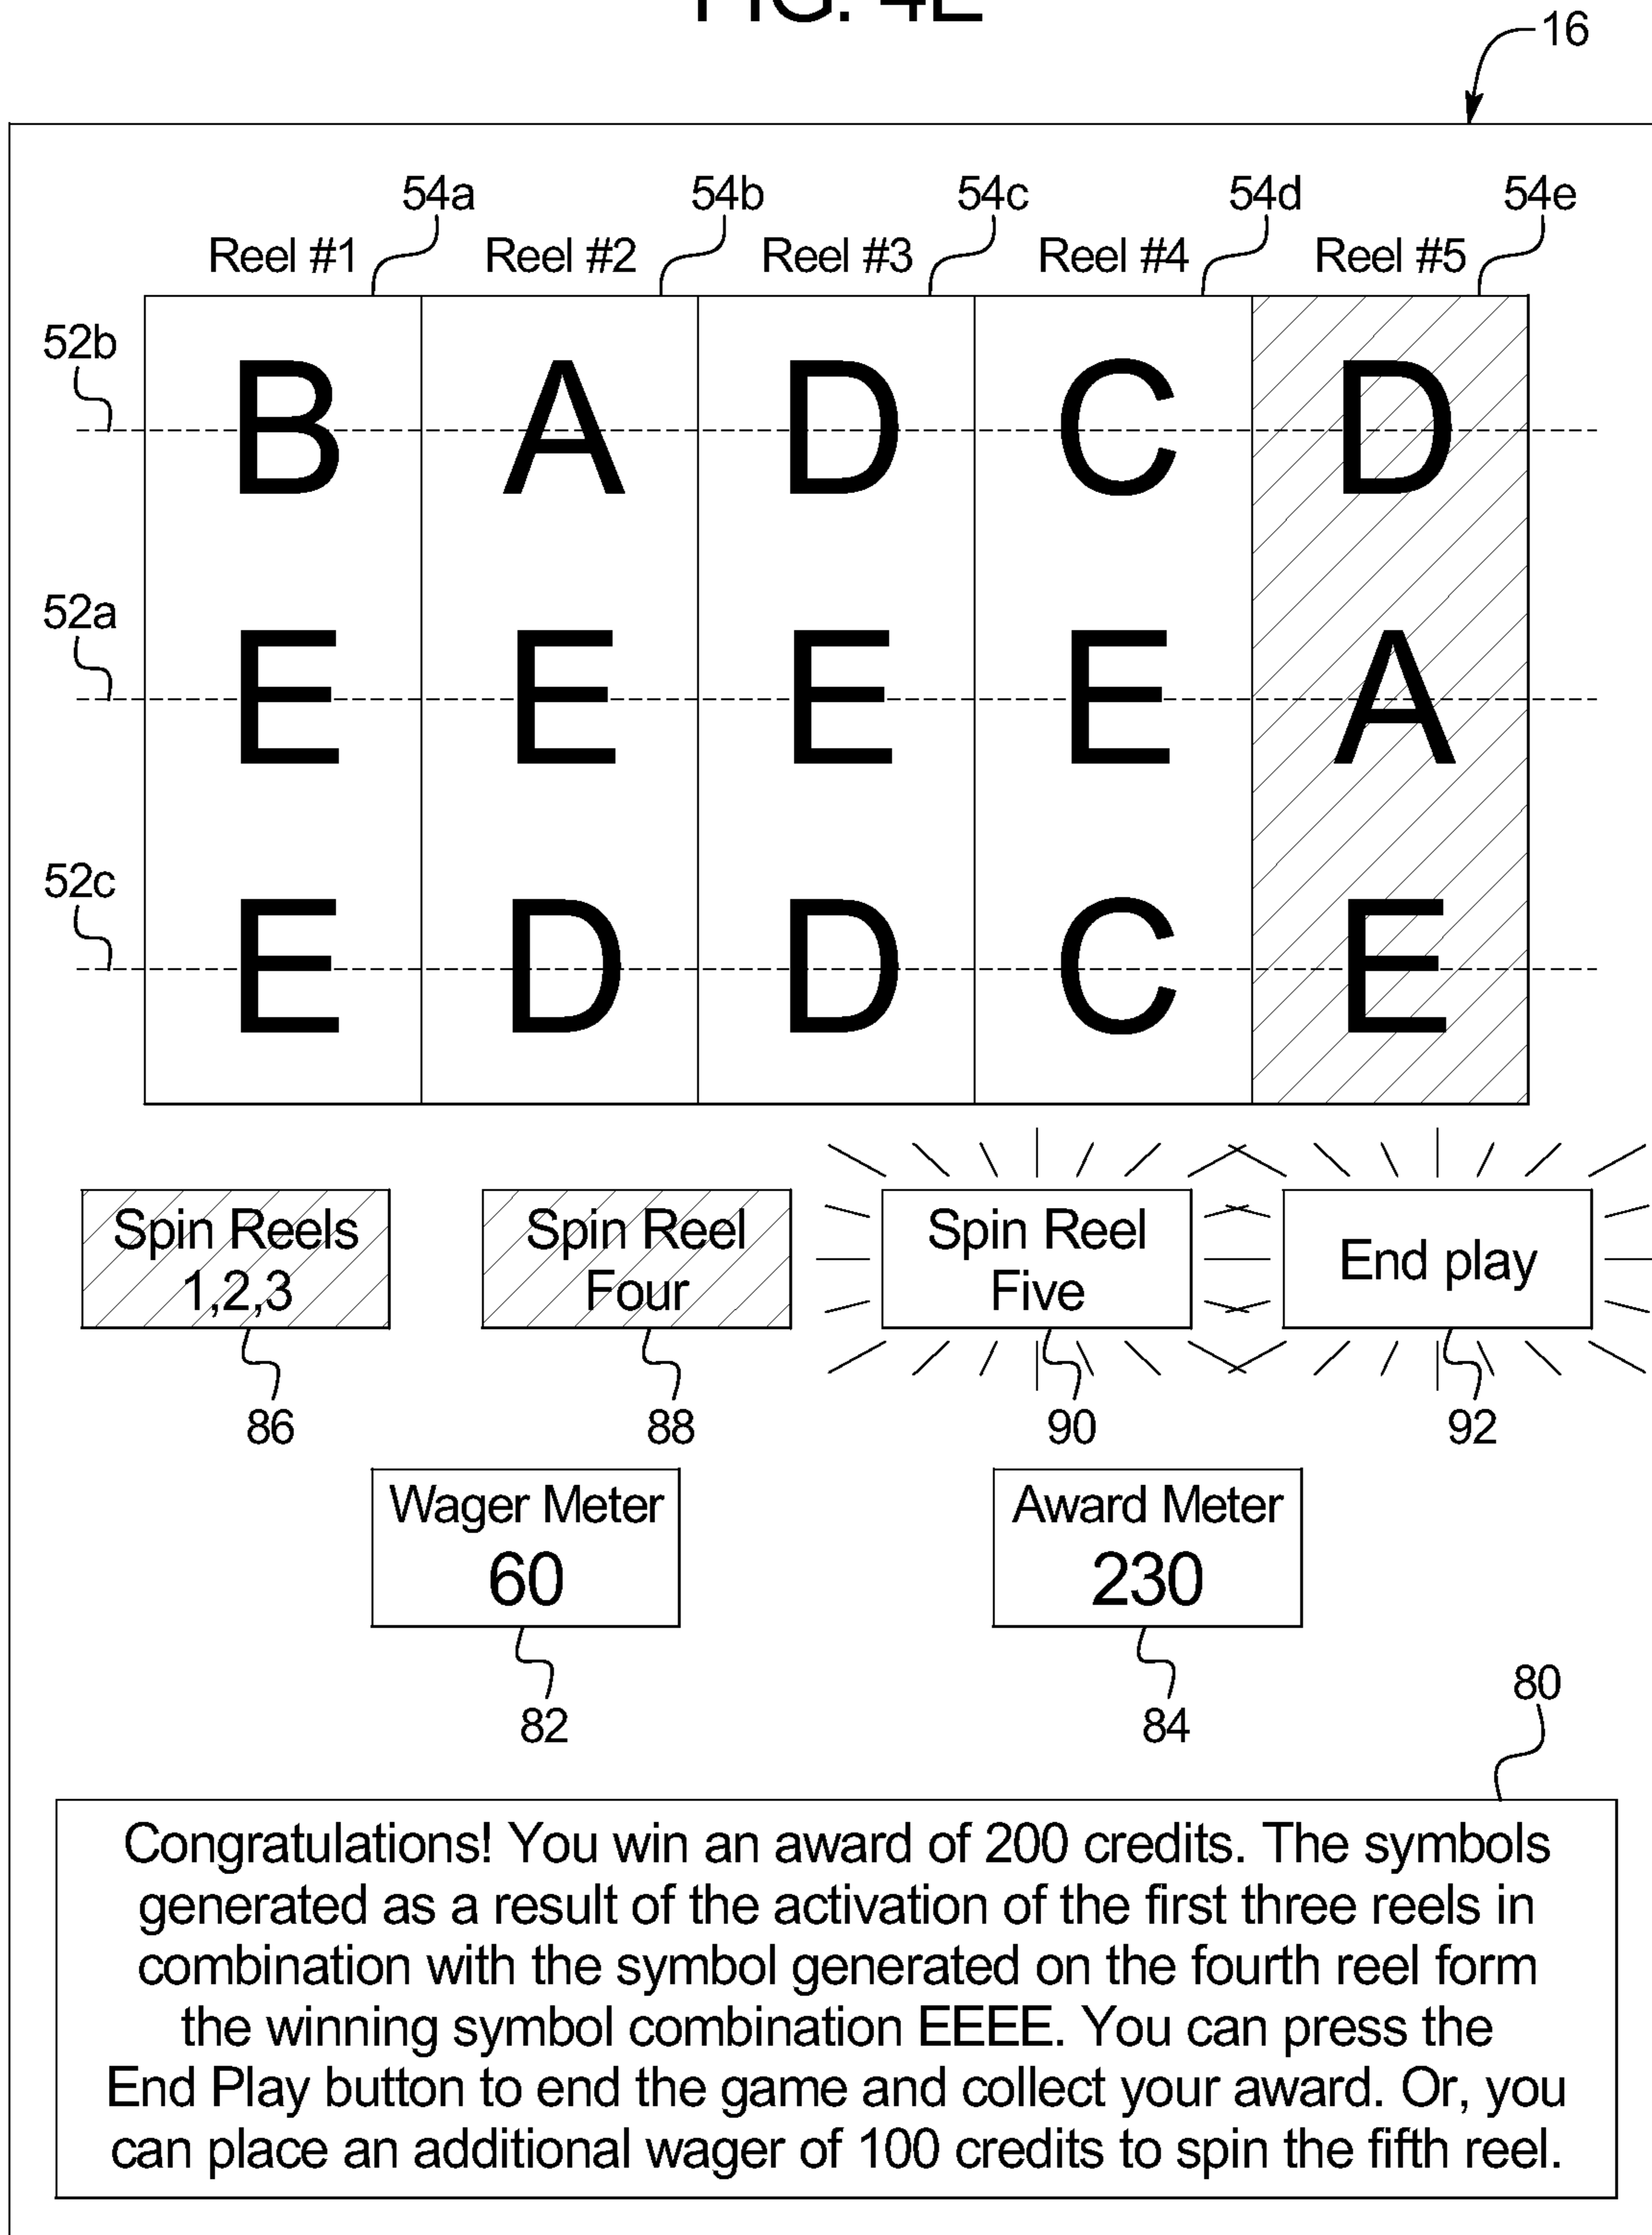 FIG. 4E
16
54a 54b 54c 54d 54e
Reel #1 Reel #2 Reel #3 Reel #4 Reel #5
52b
B A D C D
52a
E E E E A
52c
E D D C E
Spin Reels Spin Reel Spin Reel End play
1,2,3 Four Five
86 88 90 92
Wager Meter Award Meter
60 230
82 84
80
Congratulations! You win an award of 200 credits. The symbols
generated as a result of the activation of the first three reels in
combination with the symbol generated on the fourth reel form
the winning symbol combination EEEE. You can press the
End Play button to end the game and collect your award. Or, you
can place an additional wager of 100 credits to spin the fifth reel.